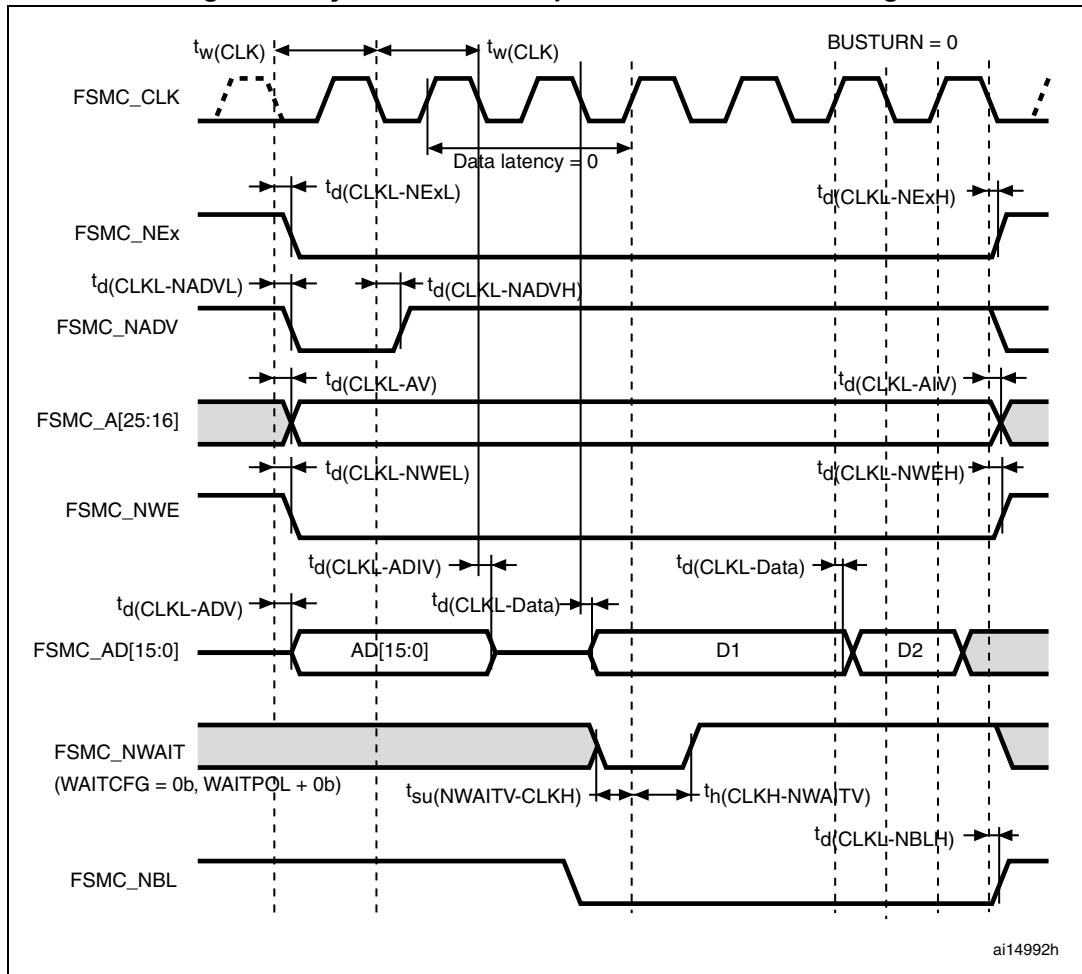 tw(CLK) tw(CLK) BUSTURN = 0
FSMC_CLK
Data latency = 0
td(CLKL-NExL) td(CLKL-NExH)
FSMC_NEx
td(CLKL-NADVL) td(CLKL-NADVH)
FSMC_NADV
td(CLKL-AV) td(CLKL-AIV)
FSMC_A[25:16]
td(CLKL-NWEL) td(CLKL-NWEH)
FSMC_NWE
td(CLKL-ADIV) td(CLKL-Data)
td(CLKL-ADV) td(CLKL-Data)
FSMC_AD[15:0] AD[15:0] D1 D2
FSMC_NWAIT
(WAITCFG = 0b, WAITPOL + 0b)
tsu(NWAITV-CLKH) th(CLKH-NWAITV)
td(CLKL-NBLH)
FSMC_NBL
ai14992h